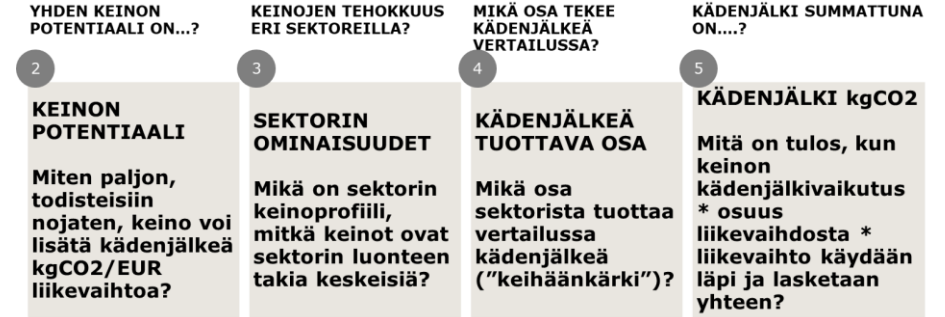 YHDEN KEINON
POTENTIAALI ON...?
2
KEINON
POTENTIAALI
Miten paljon,
todisteisiin
nojaten, keino voi
lisätä kädenjälkeä
kgCO2/EUR
liikevaihtoa?
KEINOJEN TEHOKKUUS
ERI SEKTOREILLA?
3
SEKTORIN
OMINAISUUDET
Mikä on sektorin
keinoprofiili,
mitkä keinot ovat
sektorin luonteen
takia keskeisiä?
MIKÄ OSA TEKEE
KÄDENJÄLKEÄ
VERTAILUSSA?
4
KÄDENJÄLKEÄ
TUOTTAVA OSA
Mikä osa
sektorista tuottaa
vertailussa
kädenjälkeä
("keihäänkärki")?
KÄDENJÄLKI SUMMATTUNA
ON....?
5
KÄDENJÄLKI kgCO2
Mitä on tulos, kun
keinon
kädenjälkivaikutus
* osuus
liikevaihdosta *
liikevaihto käydään
läpi ja lasketaan
yhteen?